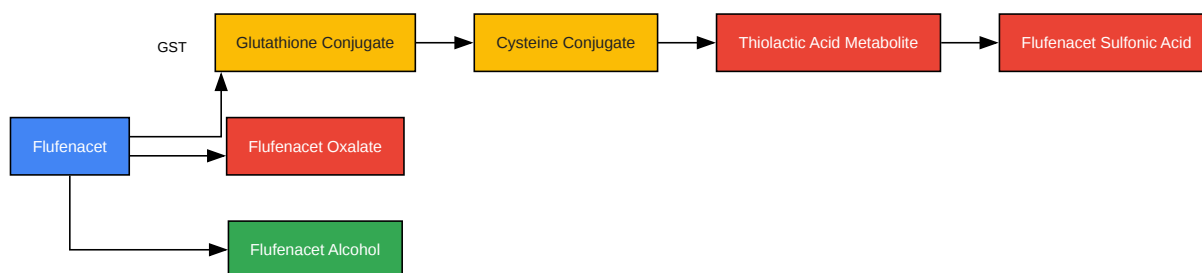 GST
Glutathione Conjugate
Cysteine Conjugate
Thiolactic Acid Metabolite
Flufenacet Sulfonic Acid
Flufenacet
Flufenacet Oxalate
Flufenacet Alcohol